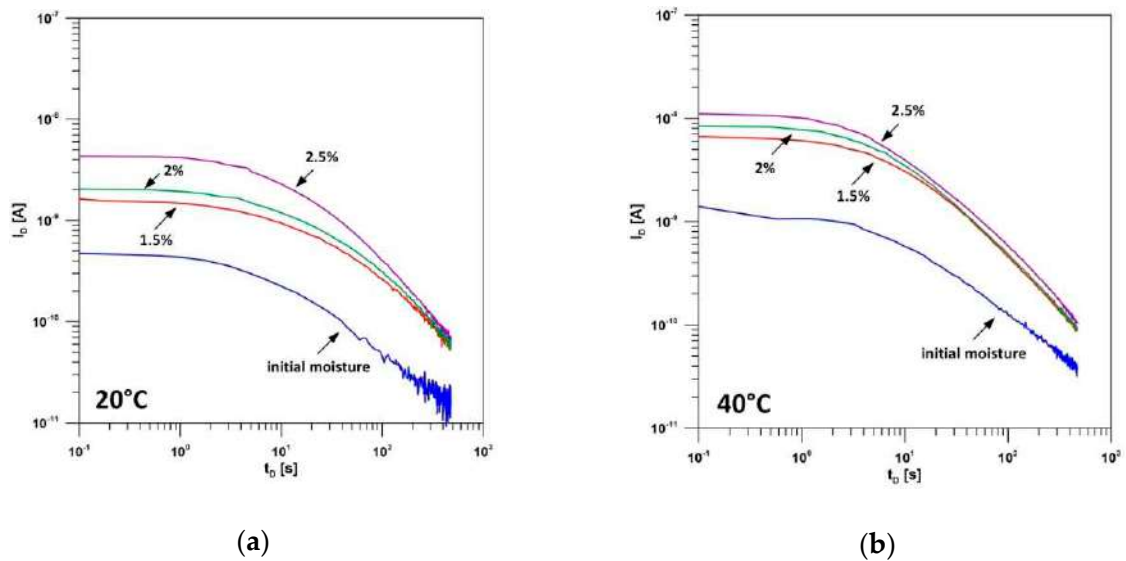 10⁻⁷
10⁻⁸
10⁻⁹
10⁻¹⁰
10⁻¹¹
I_D [A]
2.5%
2%
1.5%
initial moisture
20°C
10⁻¹ 10⁰ 10¹ 10² 10³
t_D [s]
(a)
10⁻⁷
10⁻⁸
10⁻⁹
10⁻¹⁰
10⁻¹¹
I_D [A]
2.5%
2%
1.5%
initial moisture
40°C
10⁻¹ 10⁰ 10¹ 10² 10³
t_D [s]
(b)